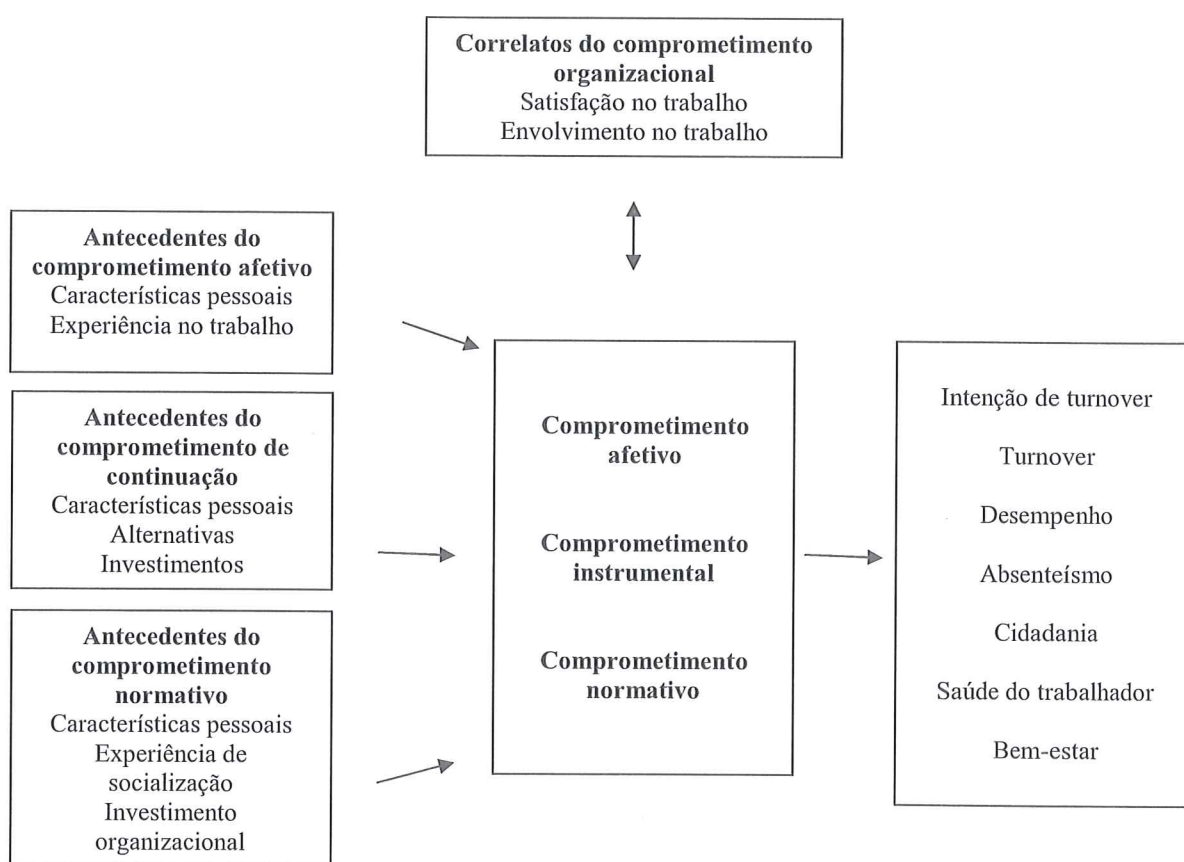 Correlatos do comprometimento
organizacional
Satisfação no trabalho
Envolvimento no trabalho
Antecedentes do
comprometimento afetivo
Características pessoais
Experiência no trabalho
Antecedentes do
comprometimento de
continuação
Características pessoais
Alternativas
Investimentos
Antecedentes do
comprometimento
normativo
Características pessoais
Experiência de
socialização
Investimento
organizacional
Comprometimento
afetivo
Comprometimento
instrumental
Comprometimento
normativo
Intenção de turnover
Turnover
Desempenho
Absenteísmo
Cidadania
Saúde do trabalhador
Bem-estar